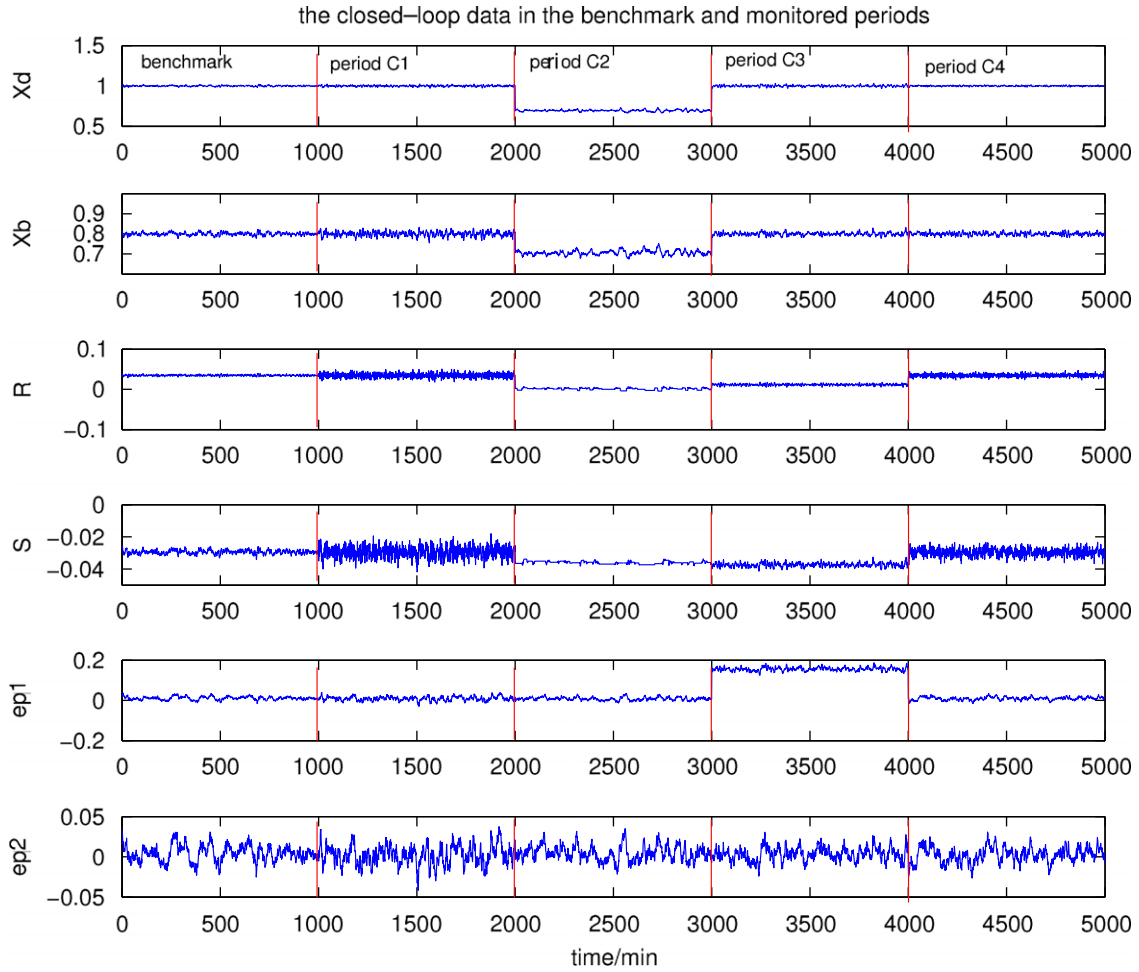 the closed–loop data in the benchmark and monitored periods
Xd
1.5
1
0.5
benchmark
period C1
period C2
period C3
period C4
0 500 1000 1500 2000 2500 3000 3500 4000 4500 5000
Xb
0.9
0.8
0.7
0 500 1000 1500 2000 2500 3000 3500 4000 4500 5000
R
0.1
0
−0.1
0 500 1000 1500 2000 2500 3000 3500 4000 4500 5000
S
0
−0.02
−0.04
0 500 1000 1500 2000 2500 3000 3500 4000 4500 5000
ep1
0.2
0
−0.2
0 500 1000 1500 2000 2500 3000 3500 4000 4500 5000
ep2
0.05
0
−0.05
0 500 1000 1500 2000 2500 3000 3500 4000 4500 5000
time/min